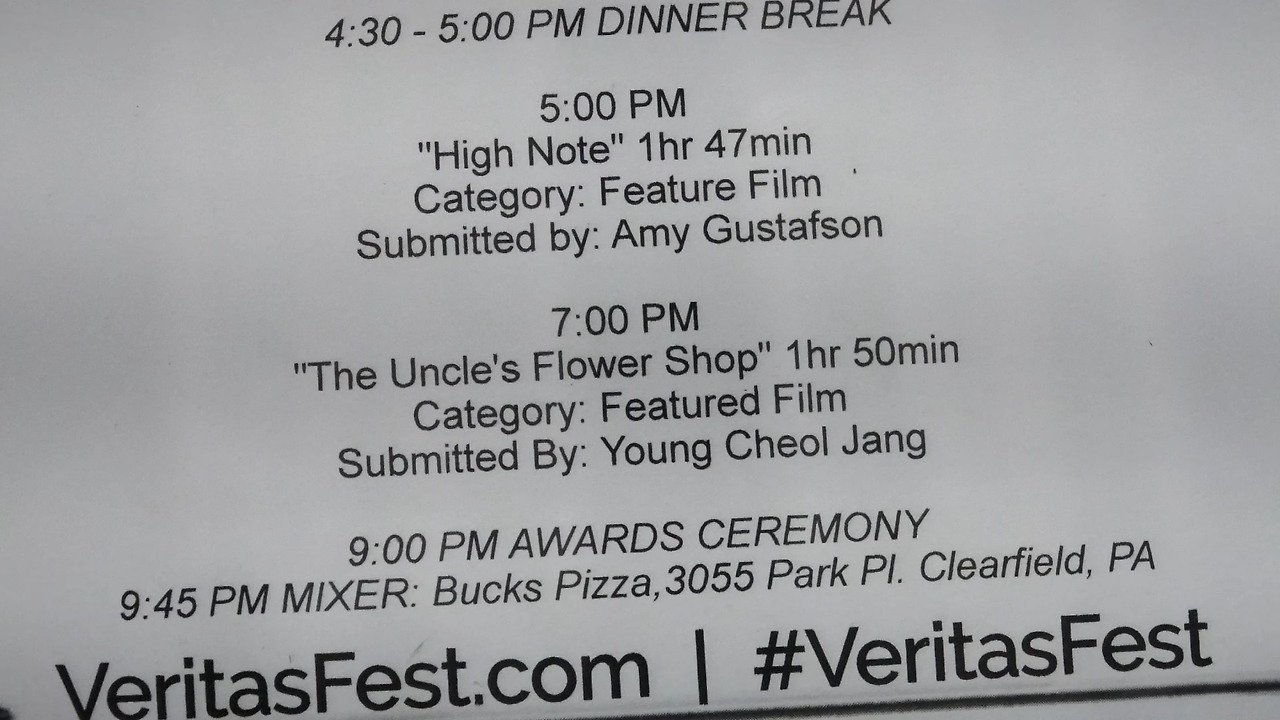 4:30 - 5:00 PM DINNER BREAK
5:00 PM
"High Note" 1hr 47min
Category: Feature Film
Submitted by: Amy Gustafson
7:00 PM
"The Uncle's Flower Shop" 1hr 50min
Category: Featured Film
Submitted By: Young Cheol Jang
9:00 PM AWARDS CEREMONY
9:45 PM MIXER: Bucks Pizza,3055 Park Pl. Clearfield, PA
VeritasFest.com | #VeritasFest